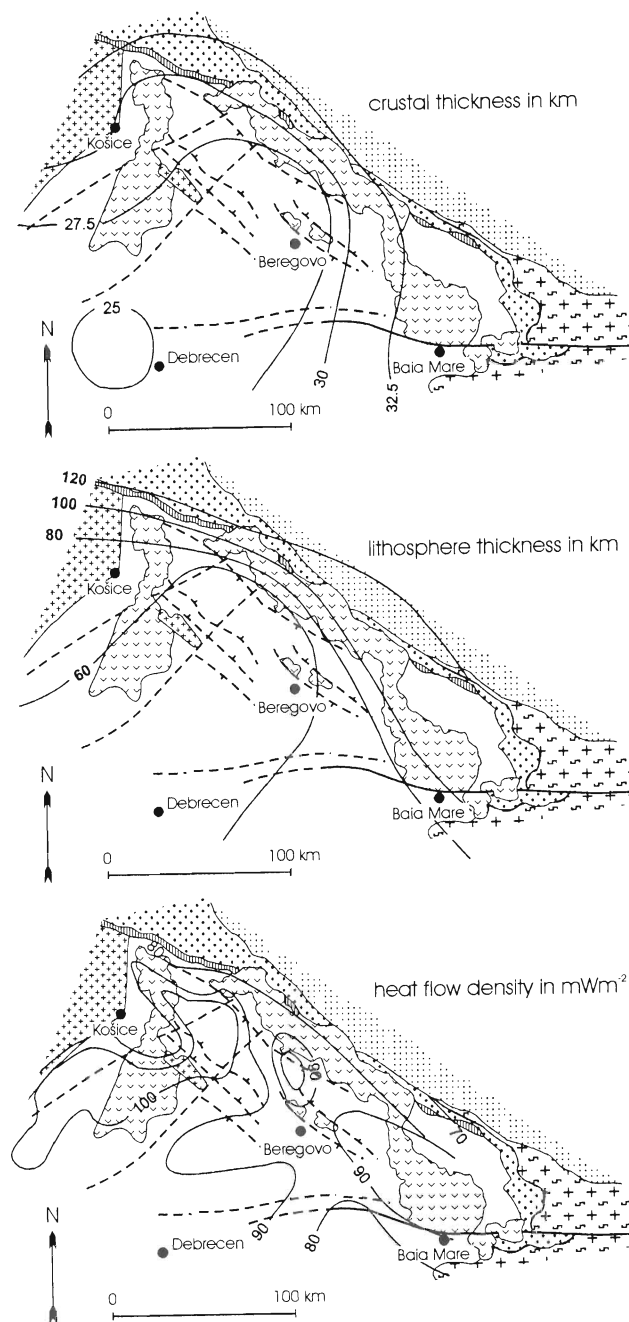 crustal thickness in km
Košice
27.5
Beregovo
25
N
Debrecen
30
Baia Mare
32.5
0 100 km
120
100
80
lithosphere thickness in km
Košice
60
Beregovo
N
Debrecen
Baia Mare
0 100 km
heat flow density in mWm-2
Košice
100
70
Beregovo
90
N
90
80
Debrecen
Baia Mare
0 100 km